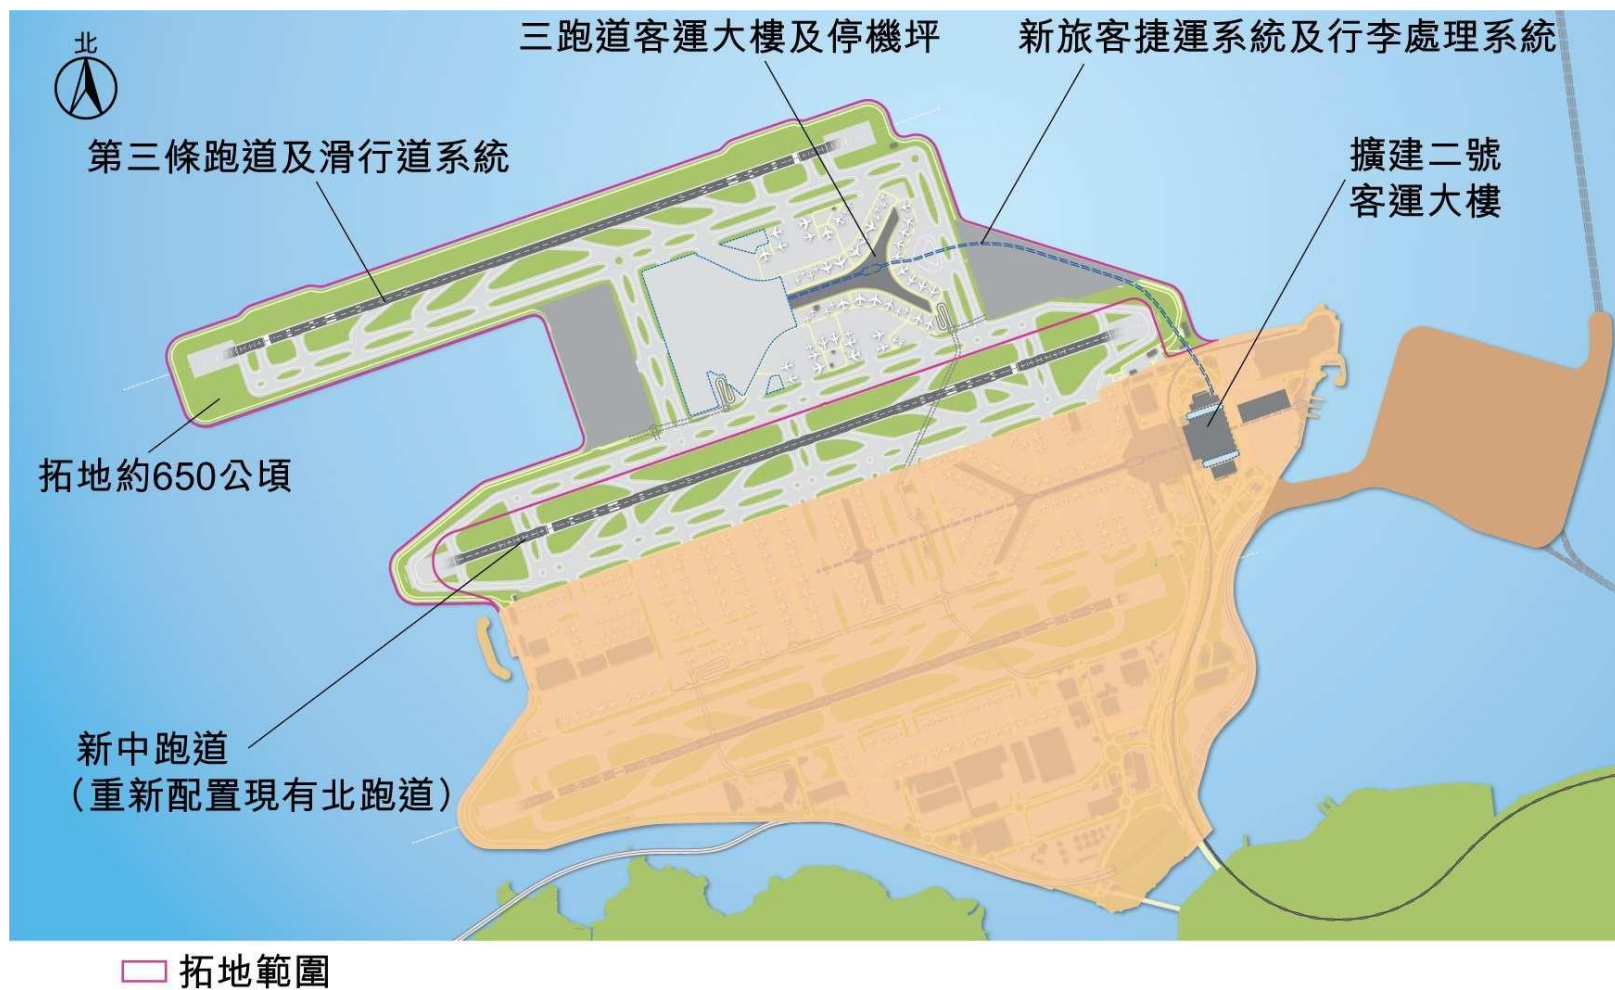 北
三跑道客運大樓及停機坪
新旅客捷運系統及行李處理系統
第三條跑道及滑行道系統
擴建二號
客運大樓
拓地約650公頃
新中跑道
（重新配置現有北跑道）
拓地範圍